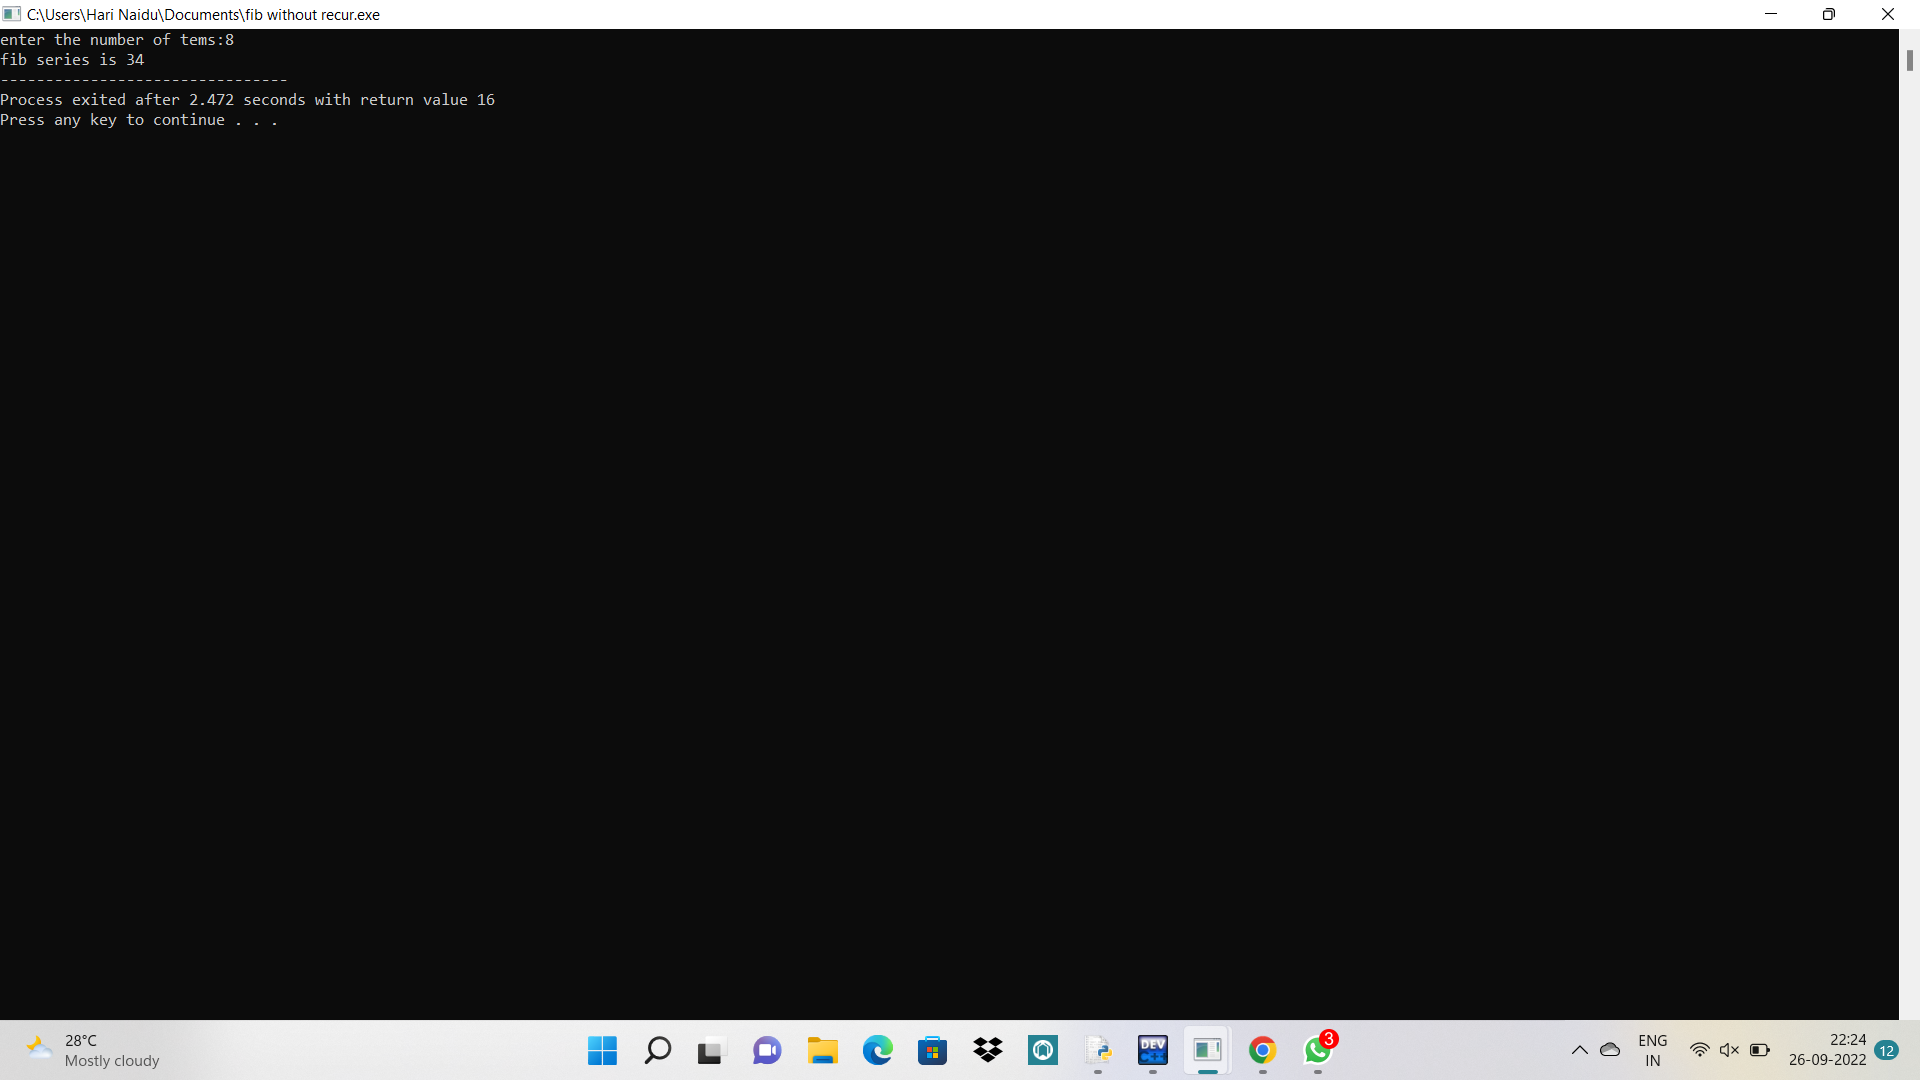 C:\Users\Hari Naidu\Documents\fib without recur.exe
enter the number of tems:8
fib series is 34
--------------------------------
Process exited after 2.472 seconds with return value 16
Press any key to continue . . .
28°C
Mostly cloudy
DEV
C++
3
ENG
IN
22:24
26-09-2022
12